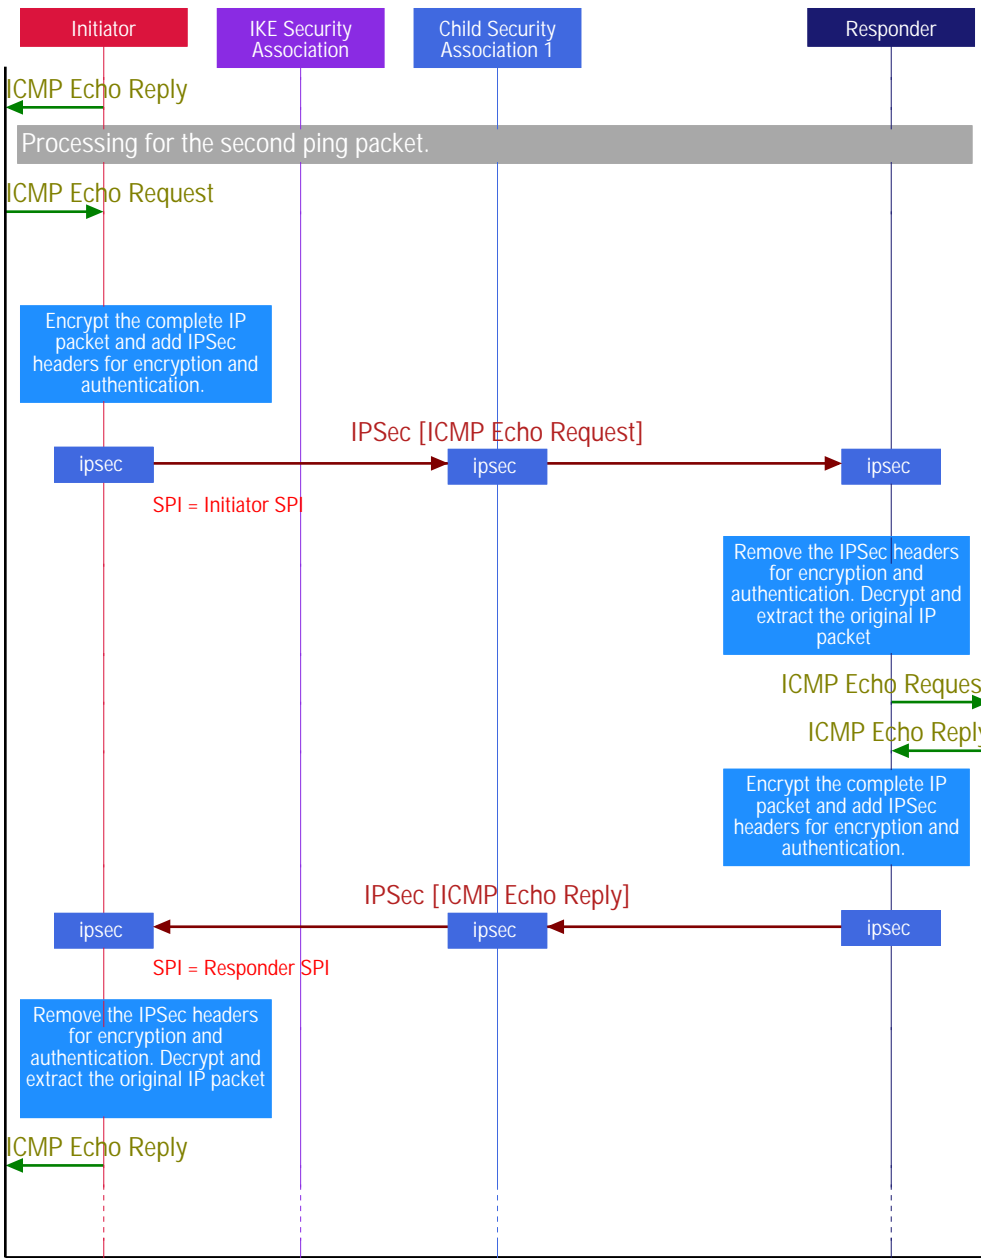 Initiator
IKE Security
Association
Child Security
Association 1
Responder
ICMP Echo Reply
Processing for the second ping packet.
ICMP Echo Request
Encrypt the complete IP
packet and add IPSec
headers for encryption and
authentication.
IPSec [ICMP Echo Request]
ipsec
ipsec
ipsec
SPI = Initiator SPI
Remove the IPSec headers
for encryption and
authentication. Decrypt and
extract the original IP
packet
ICMP Echo Reques
ICMP Echo Reply
Encrypt the complete IP
packet and add IPSec
headers for encryption and
authentication.
IPSec [ICMP Echo Reply]
ipsec
ipsec
ipsec
SPI = Responder SPI
Remove the IPSec headers
for encryption and
authentication. Decrypt and
extract the original IP packet
ICMP Echo Reply